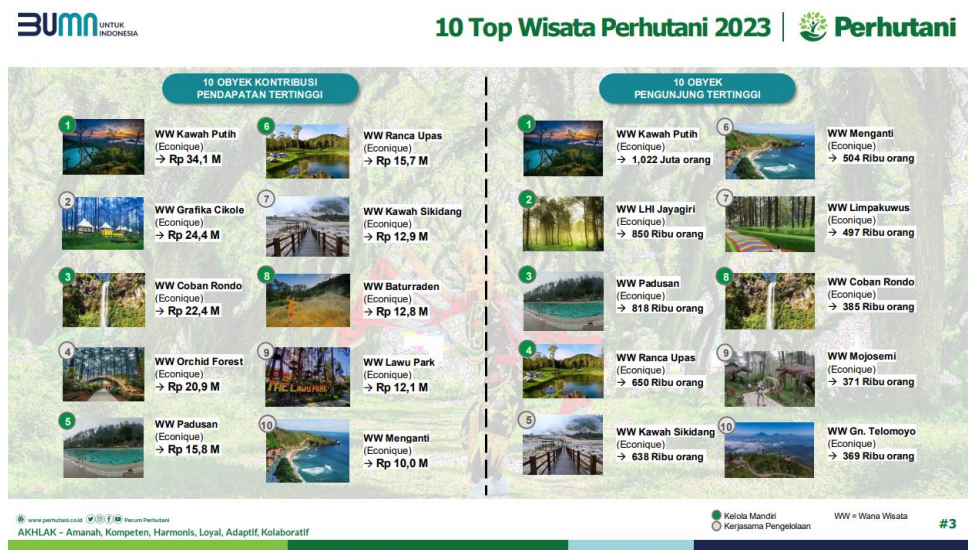 BUMN UNTUK
INDONESIA
10 Top Wisata Perhutani 2023
Perhutani
10 OBYEK KONTRIBUSI
PENDAPATAN TERTINGGI
1
WW Kawah Putih
(Econique)
→ Rp 34,1 M
2
WW Grafika Cikole
(Econique)
→ Rp 24,4 M
3
WW Coban Rondo
(Econique)
→ Rp 22,4 M
4
WW Orchid Forest
(Econique)
→ Rp 20,9 M
5
WW Padusan
(Econique)
→ Rp 15,8 M
6
WW Ranca Upas
(Econique)
→ Rp 15,7 M
7
WW Kawah Sikidang
(Econique)
→ Rp 12,9 M
8
WW Baturraden
(Econique)
→ Rp 12,8 M
9
THE LAWU PARK
WW Lawu Park
(Econique)
→ Rp 12,1 M
10
WW Menganti
(Econique)
→ Rp 10,0 M
10 OBYEK
PENGUNJUNG TERTINGGI
1
WW Kawah Putih
(Econique)
→ 1,022 Juta orang
2
WW LHI Jayagiri
(Econique)
→ 850 Ribu orang
3
WW Padusan
(Econique)
→ 818 Ribu orang
4
WW Ranca Upas
(Econique)
→ 650 Ribu orang
5
WW Kawah Sikidang
(Econique)
→ 638 Ribu orang
6
WW Menganti
(Econique)
→ 504 Ribu orang
7
WW Limpakuwus
(Econique)
→ 497 Ribu orang
8
WW Coban Rondo
(Econique)
→ 385 Ribu orang
9
WW Mojosemi
(Econique)
→ 371 Ribu orang
10
WW Gn. Telomoyo
(Econique)
→ 369 Ribu orang
www.perhutani.co.id Perum Perhutani
AKHLAK – Amanah, Kompeten, Harmonis, Loyal, Adaptif, Kolaboratif
Kelola Mandiri
Kerjasama Pengelolaan
WW = Wana Wisata
#3